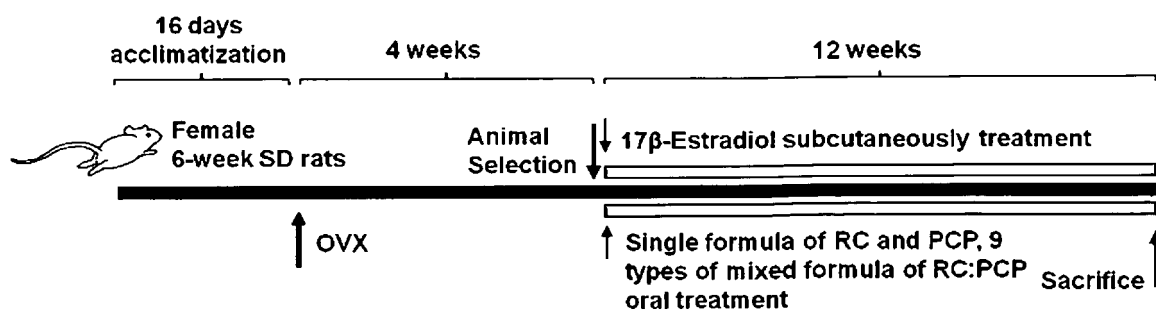 16 days
acclimatization
4 weeks
12 weeks
Female
6-week SD rats
Animal
Selection
17β-Estradiol subcutaneously treatment
OVX
Single formula of RC and PCP, 9
types of mixed formula of RC:PCP
oral treatment
Sacrifice